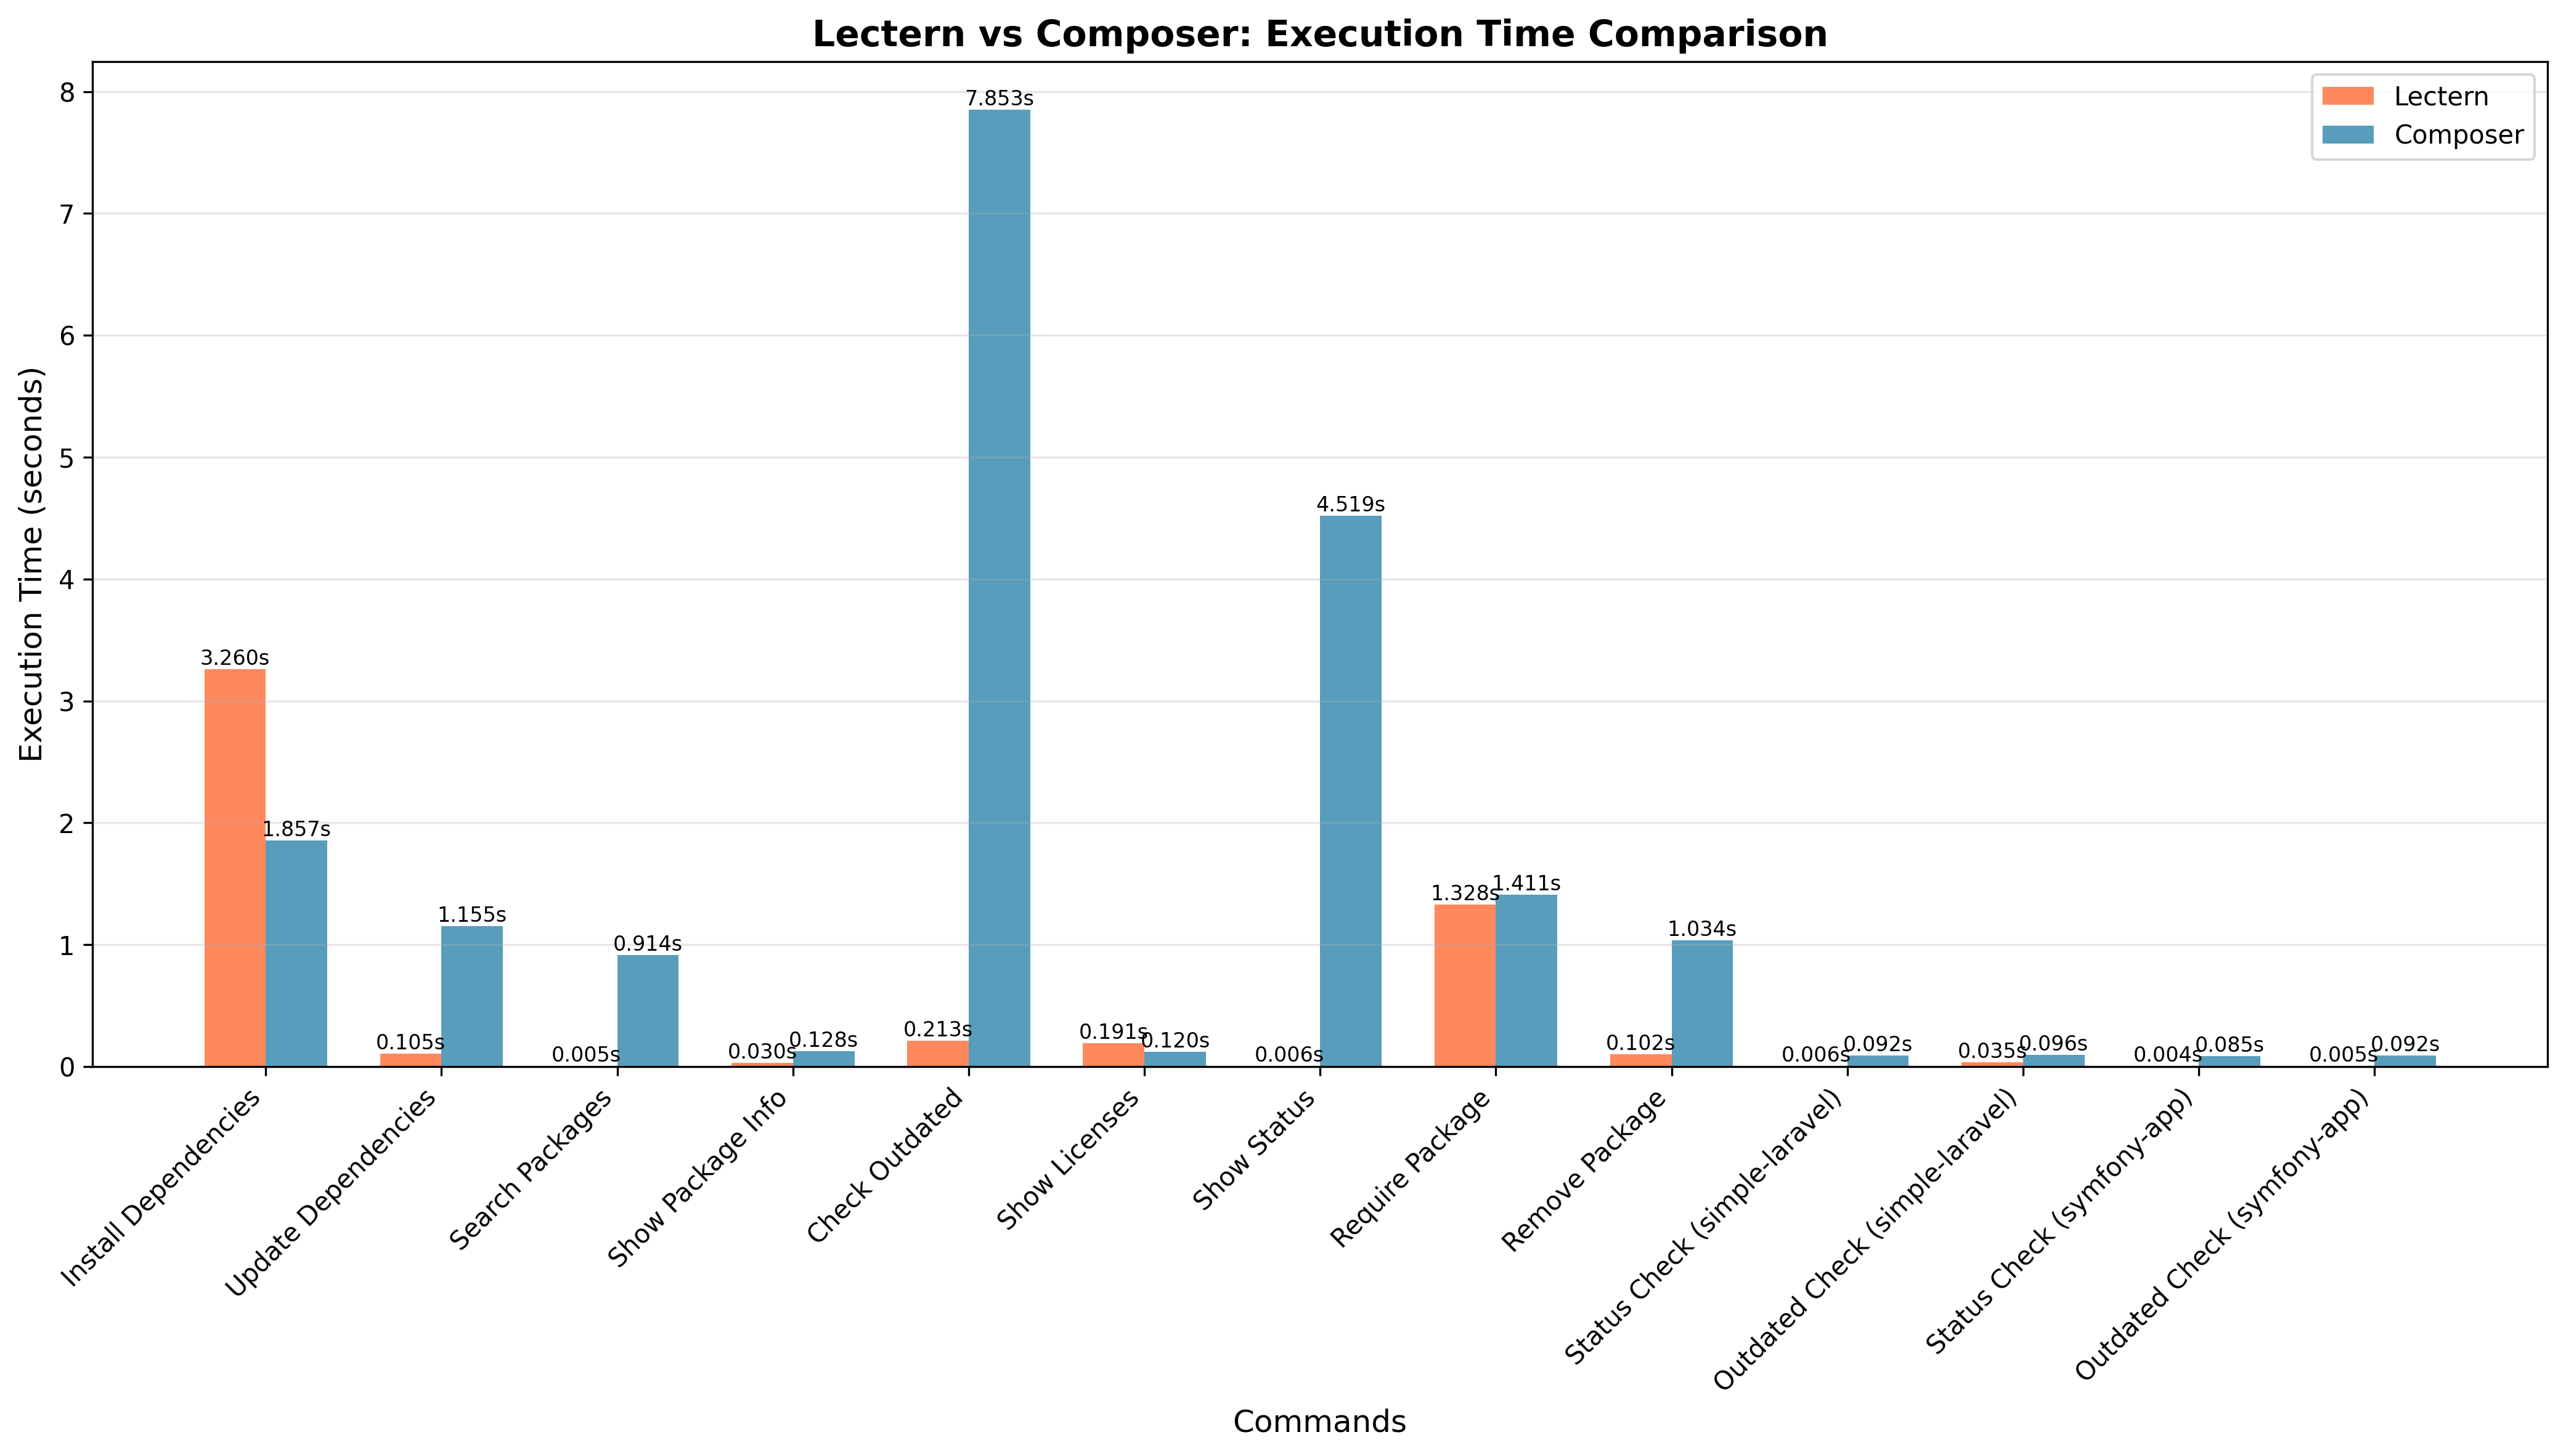 Lectern vs Composer: Execution Time Comparison
Lectern
Composer
Execution Time (seconds)
8
7
6
5
4
3
2
1
0
3.260s
1.857s
0.105s
1.155s
0.005s
0.914s
0.030s
0.128s
0.213s
7.853s
0.191s
0.120s
0.006s
4.519s
1.328s
1.411s
0.102s
1.034s
0.006s
0.092s
0.035s
0.096s
0.004s
0.085s
0.005s
0.092s
Install Dependencies
Update Dependencies
Search Packages
Show Package Info
Check Outdated
Show Licenses
Show Status
Require Package
Remove Package
Status Check (simple-laravel)
Outdated Check (simple-laravel)
Status Check (symfony-app)
Outdated Check (symfony-app)
Commands